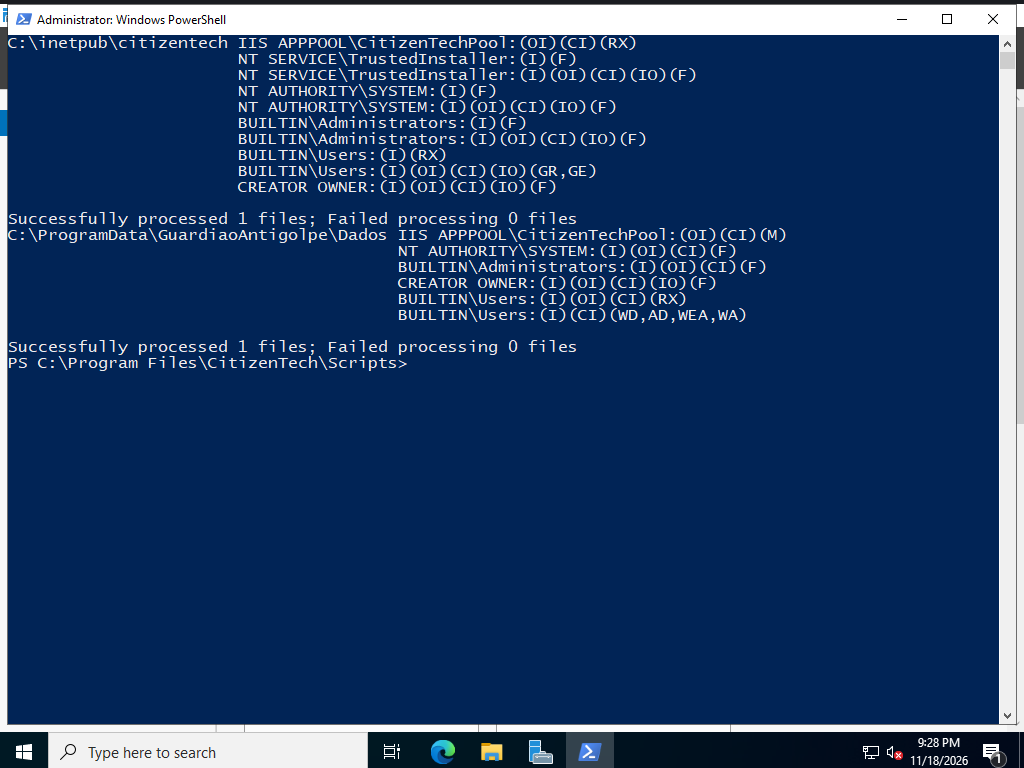 Administrator: Windows PowerShell
C:\inetpub\citizentech IIS APPPOOL\CitizenTechPool:(OI)(CI)(RX)
NT SERVICE\TrustedInstaller:(I)(F)
NT SERVICE\TrustedInstaller:(I)(OI)(CI)(IO)(F)
NT AUTHORITY\SYSTEM:(I)(F)
NT AUTHORITY\SYSTEM:(I)(OI)(CI)(IO)(F)
BUILTIN\Administrators:(I)(F)
BUILTIN\Administrators:(I)(OI)(CI)(IO)(F)
BUILTIN\Users:(I)(RX)
BUILTIN\Users:(I)(OI)(CI)(IO)(GR,GE)
CREATOR OWNER:(I)(OI)(CI)(IO)(F)
Successfully processed 1 files; Failed processing 0 files
C:\ProgramData\GuardiaoAntigolpe\Dados IIS APPPOOL\CitizenTechPool:(OI)(CI)(M)
NT AUTHORITY\SYSTEM:(I)(OI)(CI)(F)
BUILTIN\Administrators:(I)(OI)(CI)(F)
CREATOR OWNER:(I)(OI)(CI)(IO)(F)
BUILTIN\Users:(I)(OI)(CI)(RX)
BUILTIN\Users:(I)(CI)(WD,AD,WEA,WA)
Successfully processed 1 files; Failed processing 0 files
PS C:\Program Files\CitizenTech\Scripts>
Type here to search
9:28 PM
11/18/2026
1